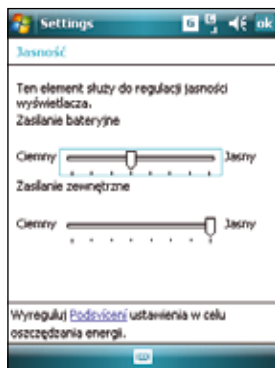 Settings
ok
Jasność
Ten element służy do regulacji jasności
wyświetlacza.
Zasilanie bateryjne
Ciemny Jasny
Zasilanie zewnętrzne
Ciemny Jasny
Wyreguluj Podsvícení ustawienia w celu
oszczędzania energii.